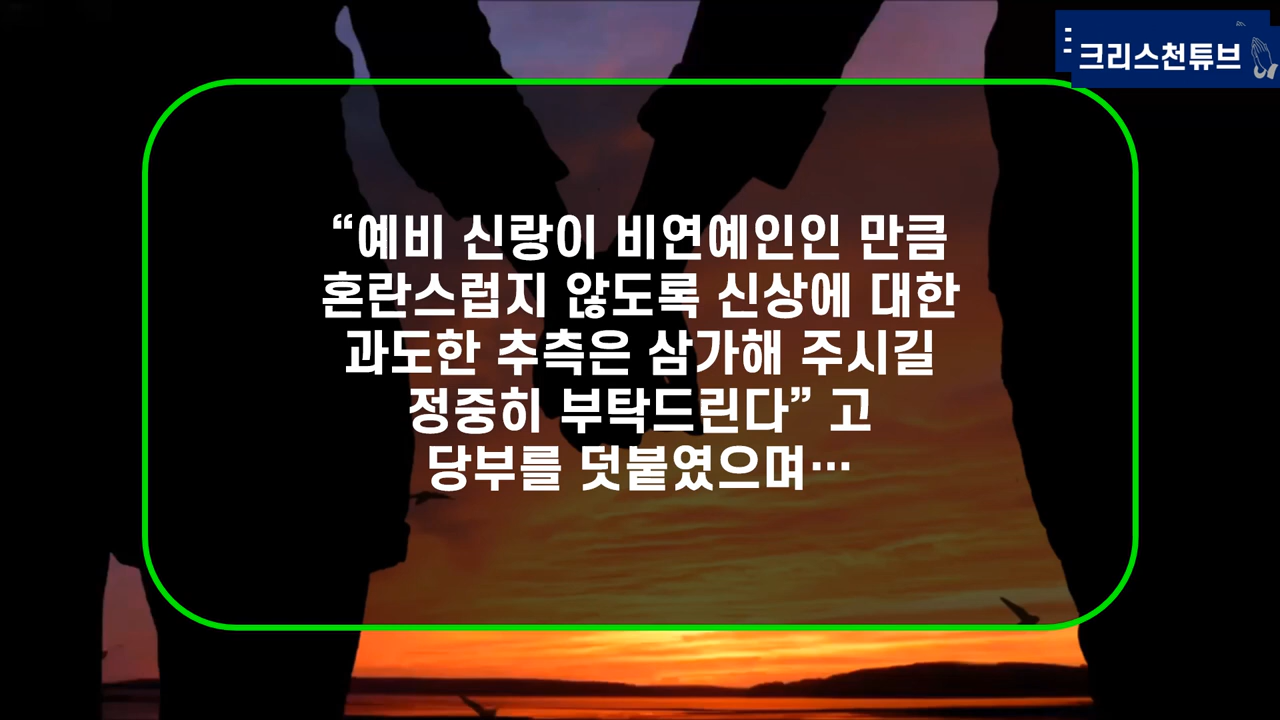 크리스천튜브
“예비 신랑이 비연예인인 만큼
혼란스럽지 않도록 신상에 대한
과도한 추측은 삼가해 주시길
정중히 부탁드린다” 고
당부를 덧붙였으며…